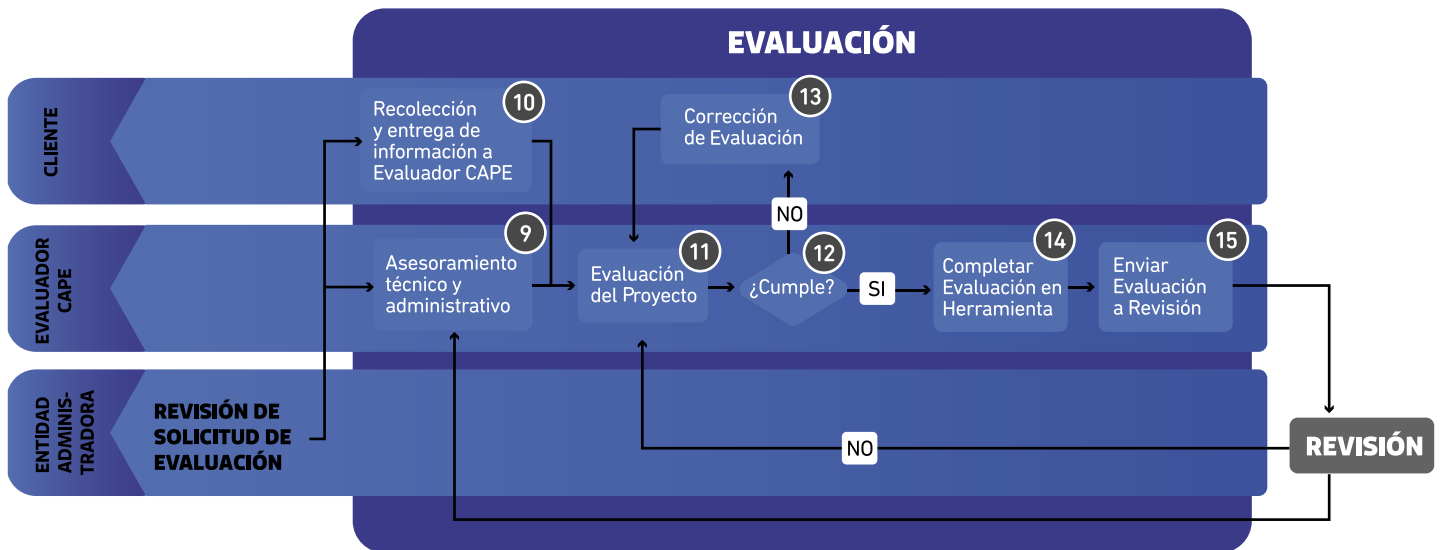 EVALUACIÓN
CLIENTE
10
Recolección
y entrega de
información a
Evaluador CAPE
13
Corrección
de Evaluación
NO
EVALUADOR
CAPE
9
Asesoramiento
técnico y
administrativo
11
Evaluación
del Proyecto
12
¿Cumple?
SI
14
Completar
Evaluación en
Herramienta
15
Enviar
Evaluación
a Revisión
ENTIDAD
ADMINIS-
TRADORA
REVISIÓN DE
SOLICITUD DE
EVALUACIÓN
NO
REVISIÓN